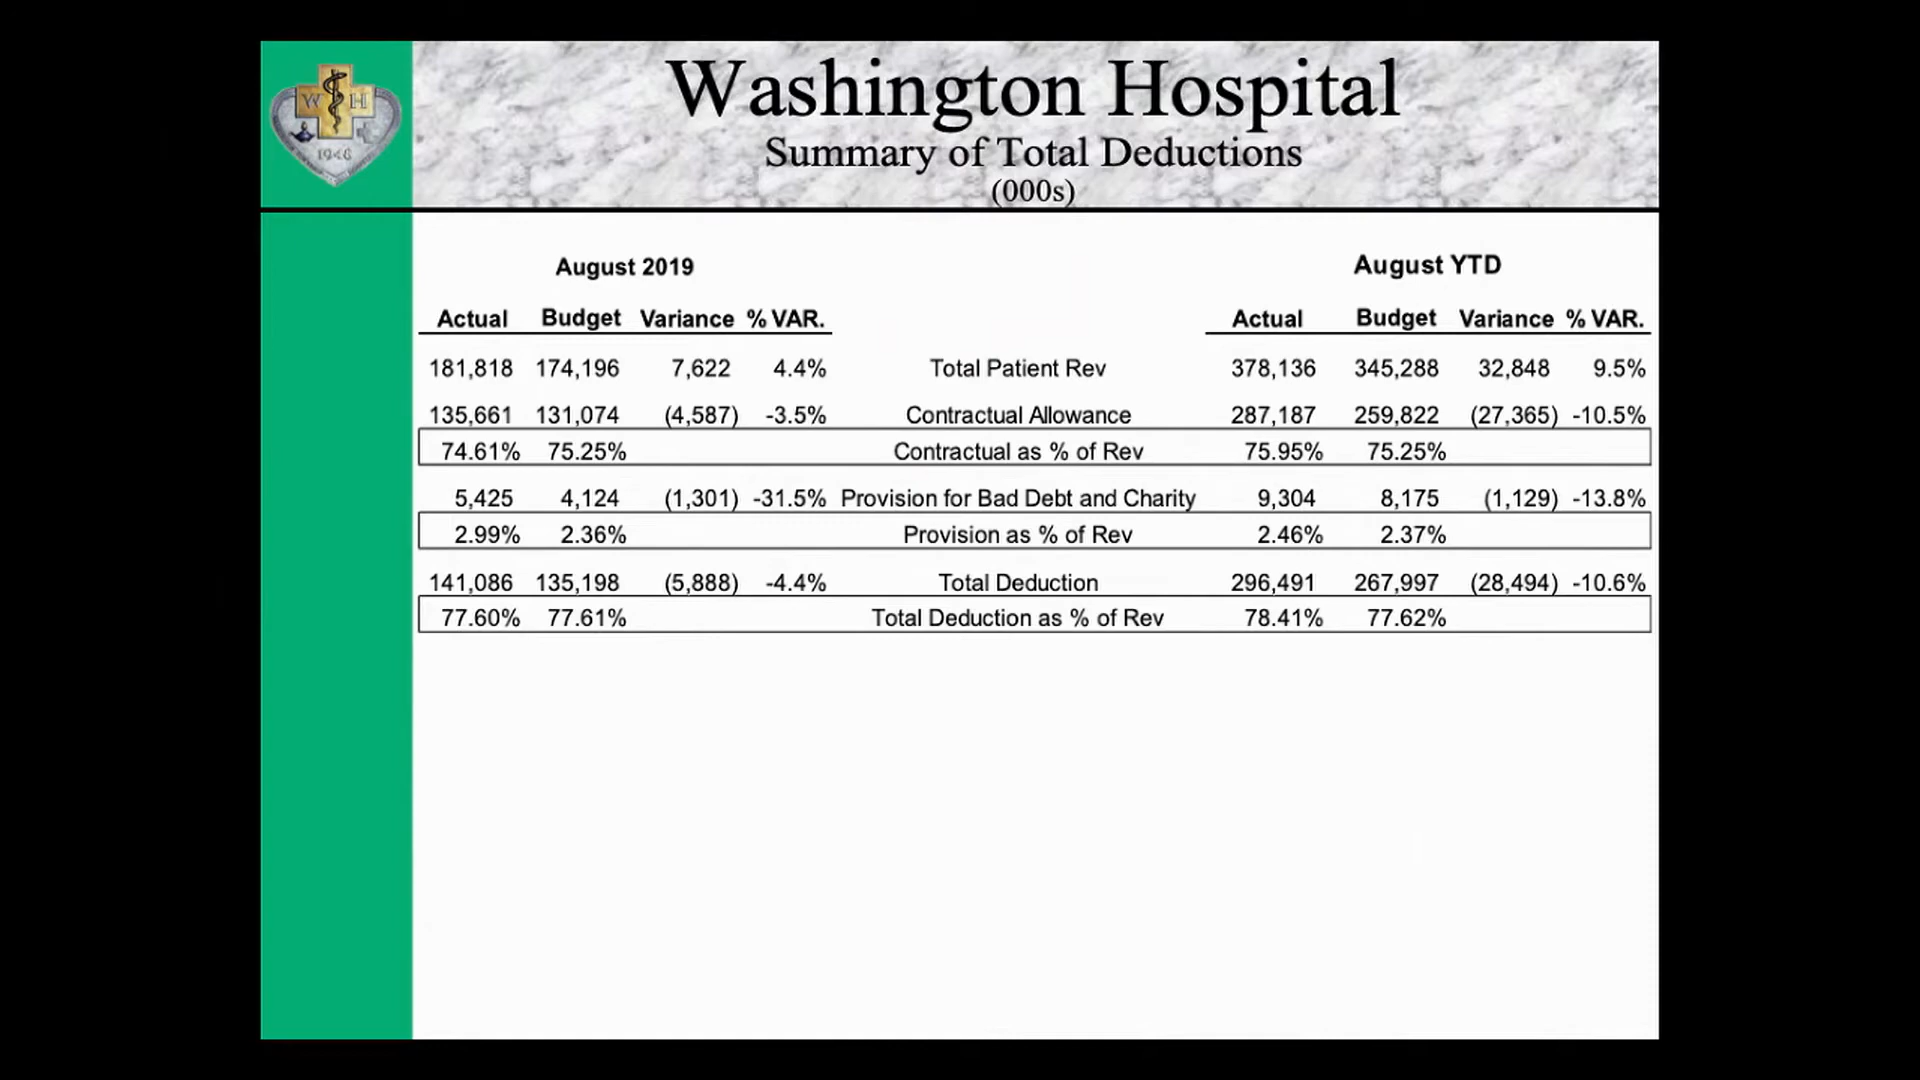 W H
1948
Washington Hospital
Summary of Total Deductions
(000s)
August 2019 August YTD
Actual Budget Variance % VAR. Actual Budget Variance % VAR.
181,818 174,196 7,622 4.4% Total Patient Rev 378,136 345,288 32,848 9.5%
135,661 131,074 (4,587) -3.5% Contractual Allowance 287,187 259,822 (27,365) -10.5%
74.61% 75.25% Contractual as % of Rev 75.95% 75.25%
5,425 4,124 (1,301) -31.5% Provision for Bad Debt and Charity 9,304 8,175 (1,129) -13.8%
2.99% 2.36% Provision as % of Rev 2.46% 2.37%
141,086 135,198 (5,888) -4.4% Total Deduction 296,491 267,997 (28,494) -10.6%
77.60% 77.61% Total Deduction as % of Rev 78.41% 77.62%